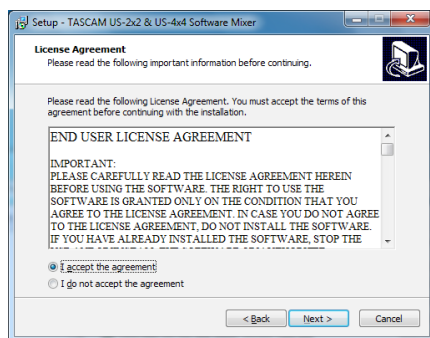 Setup - TASCAM US-2x2 & US-4x4 Software Mixer
License Agreement
Please read the following important information before continuing.
Please read the following License Agreement. You must accept the terms of this
agreement before continuing with the installation.
END USER LICENSE AGREEMENT
IMPORTANT:
PLEASE CAREFULLY READ THE LICENSE AGREEMENT HEREIN
BEFORE USING THE SOFTWARE. THE RIGHT TO USE THE
SOFTWARE IS GRANTED ONLY ON THE CONDITION THAT YOU
AGREE TO THE LICENSE AGREEMENT. IN CASE YOU DO NOT AGREE
TO THE LICENSE AGREEMENT, DO NOT INSTALL THE SOFTWARE.
IF YOU HAVE ALREADY INSTALLED THE SOFTWARE, STOP THE
I accept the agreement
I do not accept the agreement
< Back Next > Cancel